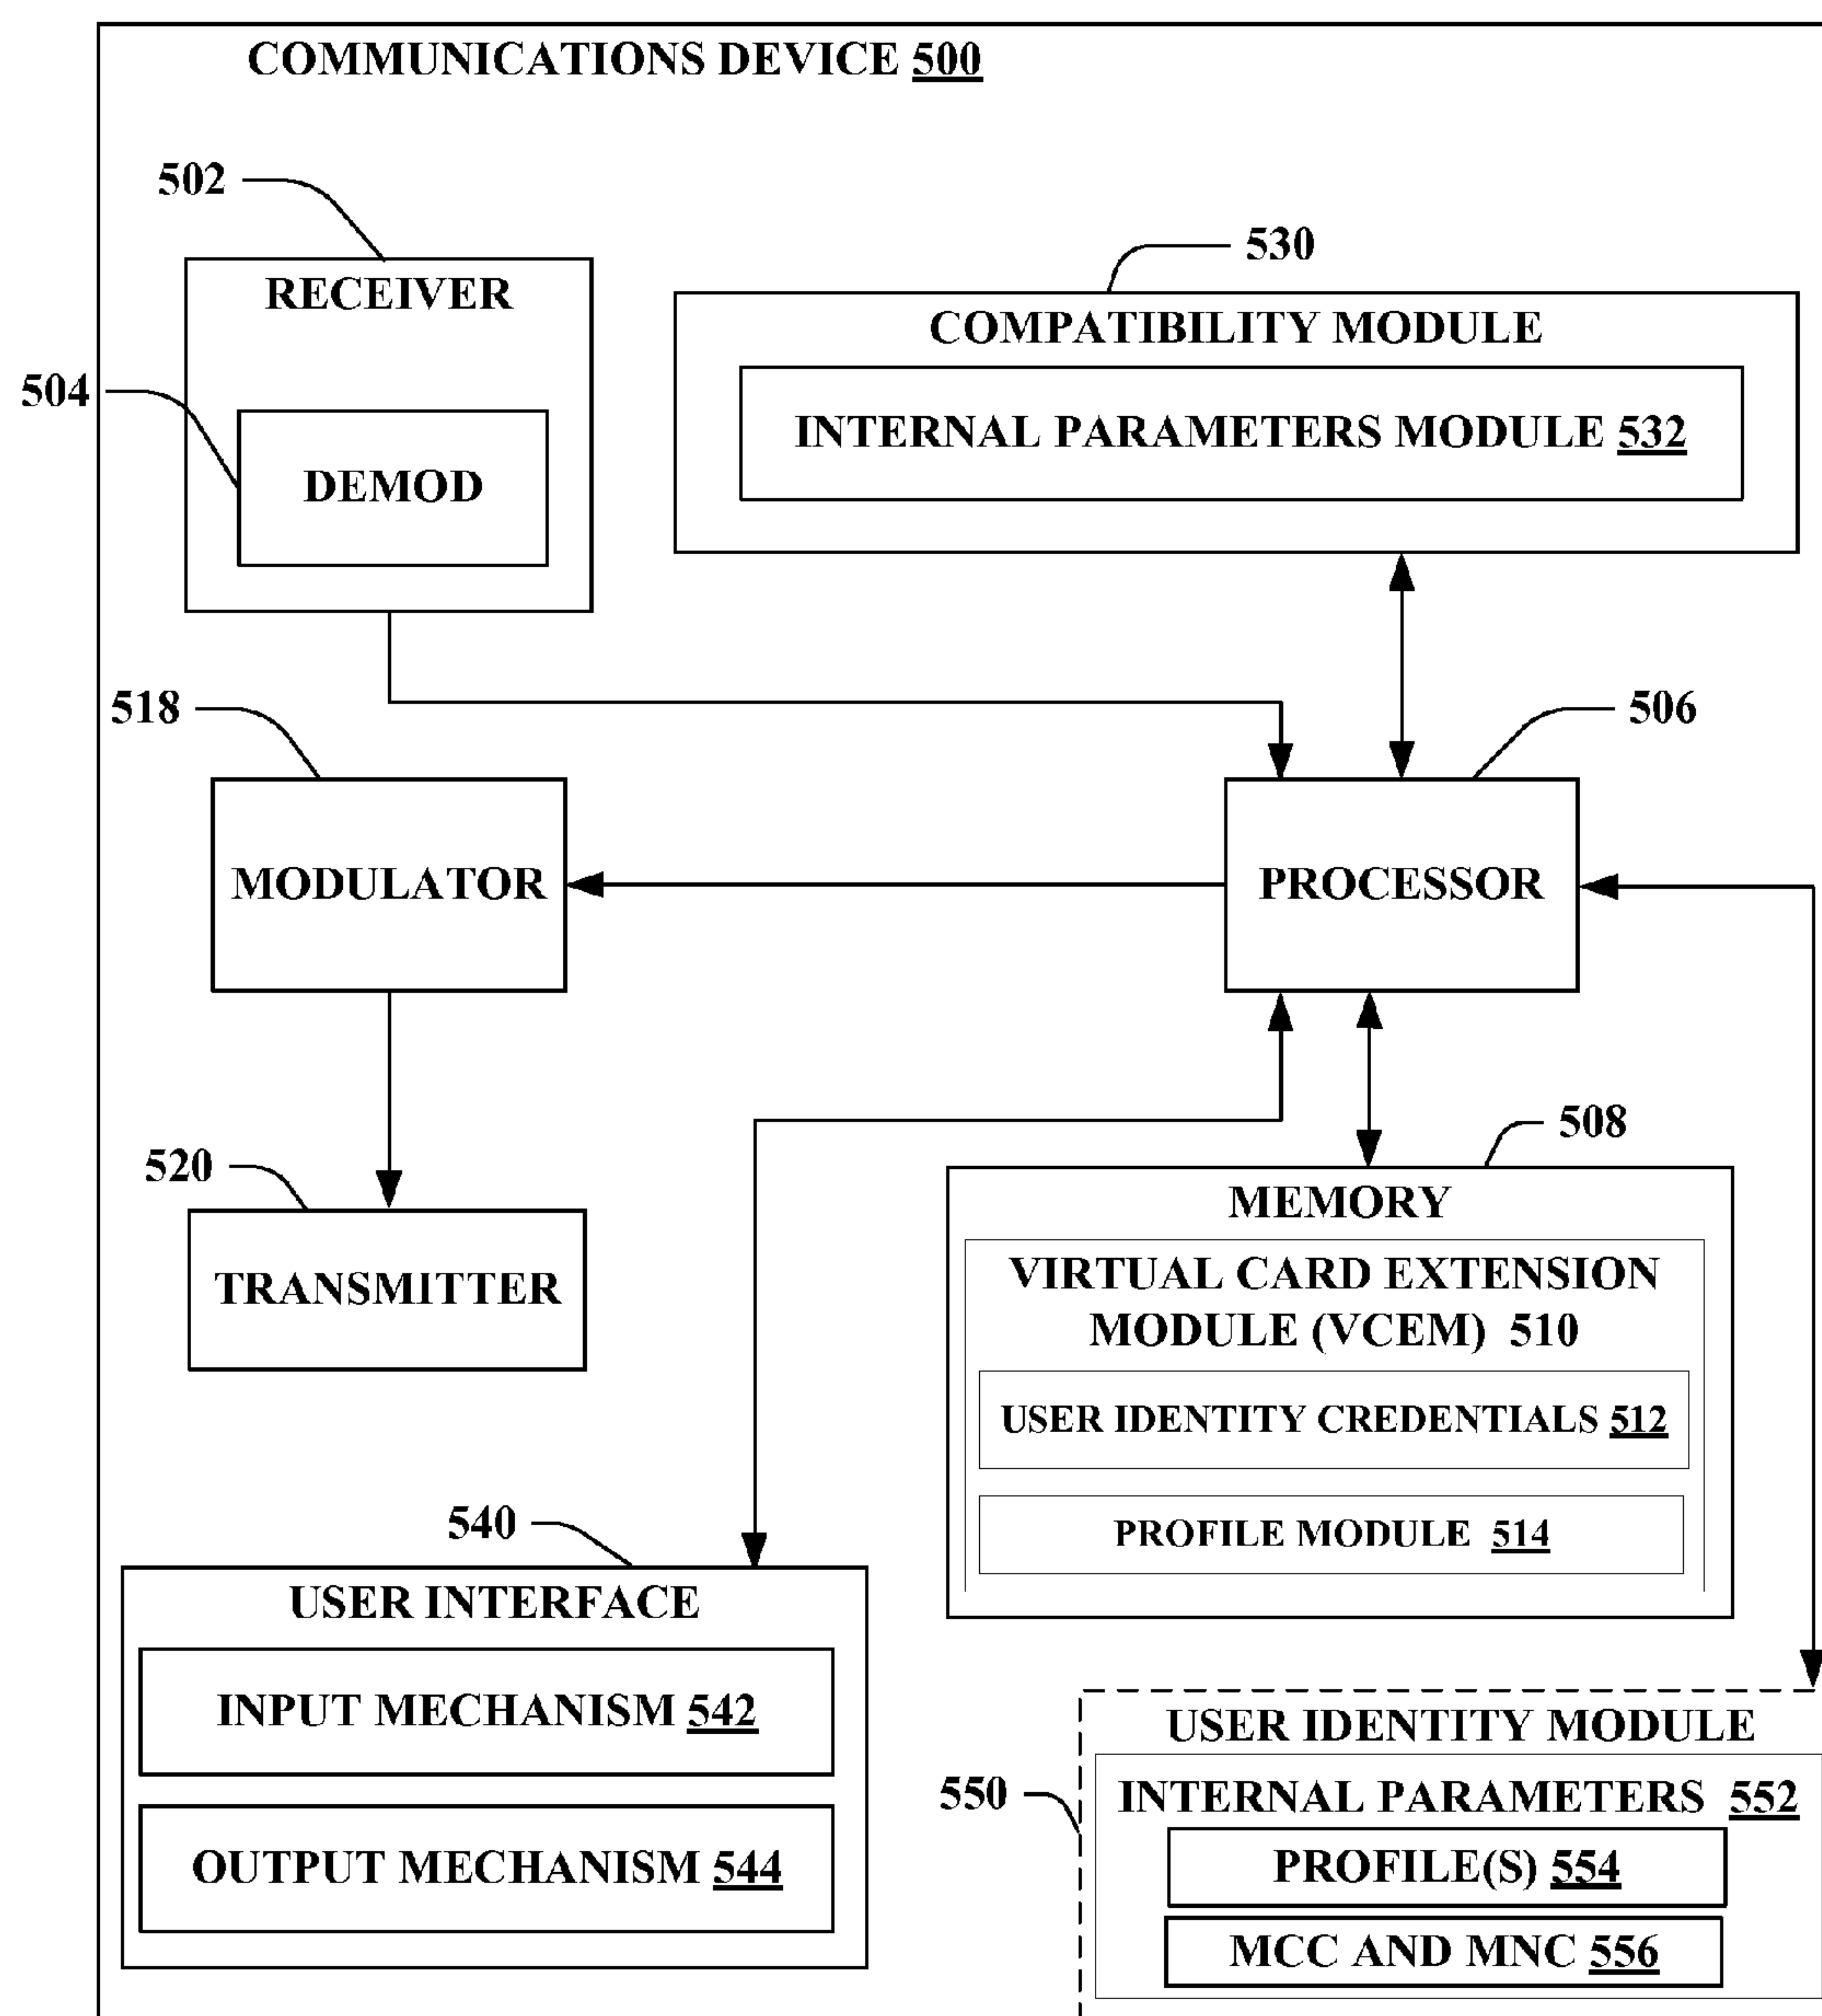 COMMUNICATIONS DEVICE 500
502
RECEIVER
504
DEMOD
530
COMPATIBILITY MODULE
INTERNAL PARAMETERS MODULE 532
518
MODULATOR
506
PROCESSOR
520
TRANSMITTER
508
MEMORY
VIRTUAL CARD EXTENSION
MODULE (VCEM) 510
USER IDENTITY CREDENTIALS 512
PROFILE MODULE 514
540
USER INTERFACE
INPUT MECHANISM 542
OUTPUT MECHANISM 544
550
USER IDENTITY MODULE
INTERNAL PARAMETERS 552
PROFILE(S) 554
MCC AND MNC 556